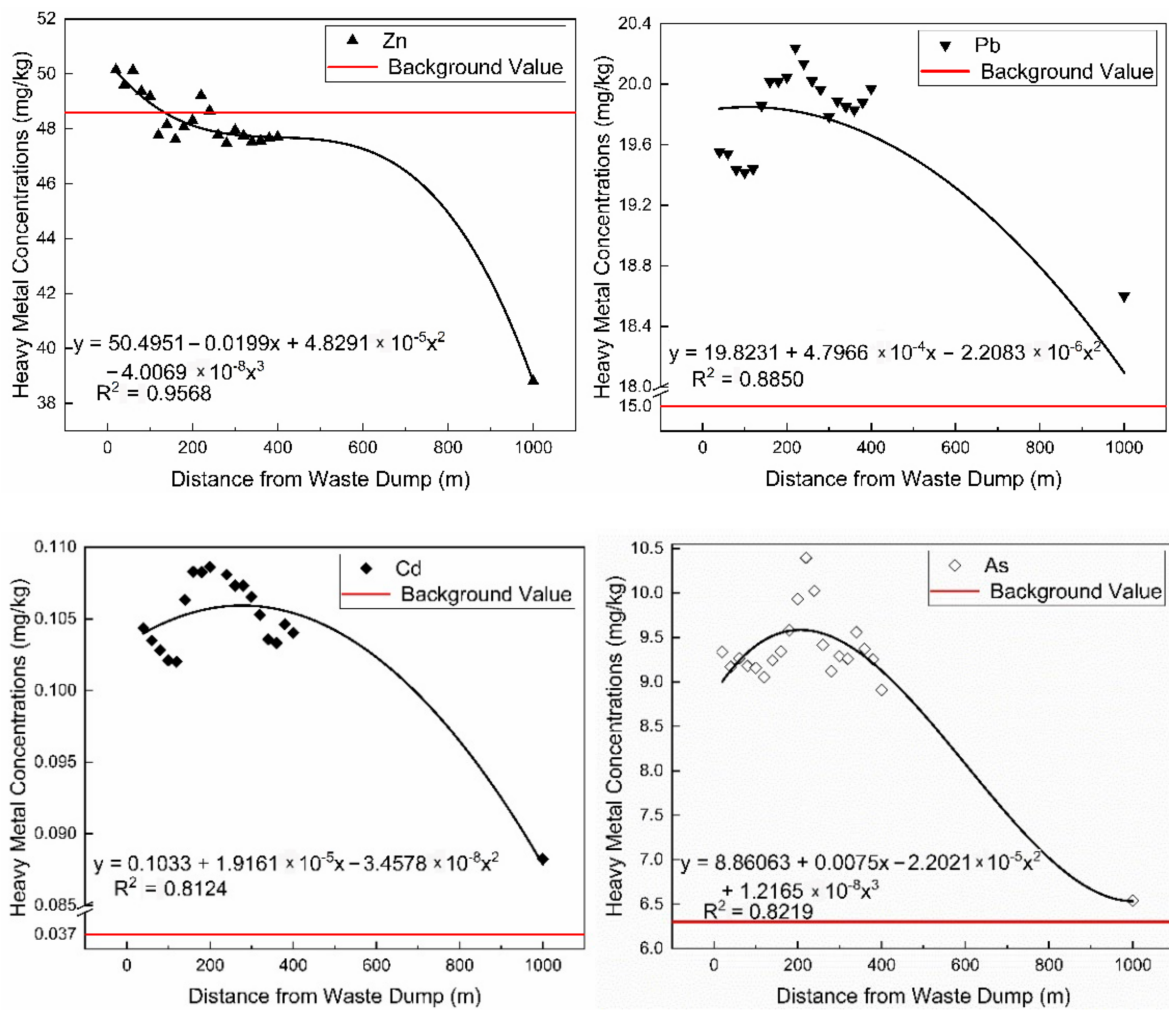 Heavy Metal Concentrations (mg/kg)
52
50
48
46
44
42
40
38
Zn
Background Value
y = 50.4951 – 0.0199x + 4.8291 × 10⁻⁵x²
– 4.0069 × 10⁻⁸x³
R² = 0.9568
0 200 400 600 800 1000
Distance from Waste Dump (m)
Heavy Metal Concentrations (mg/kg)
20.4
20.0
19.6
19.2
18.8
18.4
18.0
15.0
Pb
Background Value
y = 19.8231 + 4.7966 × 10⁻⁴x – 2.2083 × 10⁻⁶x²
R² = 0.8850
0 200 400 600 800 1000
Distance from Waste Dump (m)
Heavy Metal Concentrations (mg/kg)
0.110
0.105
0.100
0.095
0.090
0.085
0.037
Cd
Background Value
y = 0.1033 + 1.9161 × 10⁻⁵x – 3.4578 × 10⁻⁸x²
R² = 0.8124
0 200 400 600 800 1000
Distance from Waste Dump (m)
Heavy Metal Concentrations (mg/kg)
10.5
10.0
9.5
9.0
8.5
8.0
7.5
7.0
6.5
6.0
As
Background Value
y = 8.86063 + 0.0075x – 2.2021 × 10⁻⁵x²
+ 1.2165 × 10⁻⁸x³
R² = 0.8219
0 200 400 600 800 1000
Distance from Waste Dump (m)